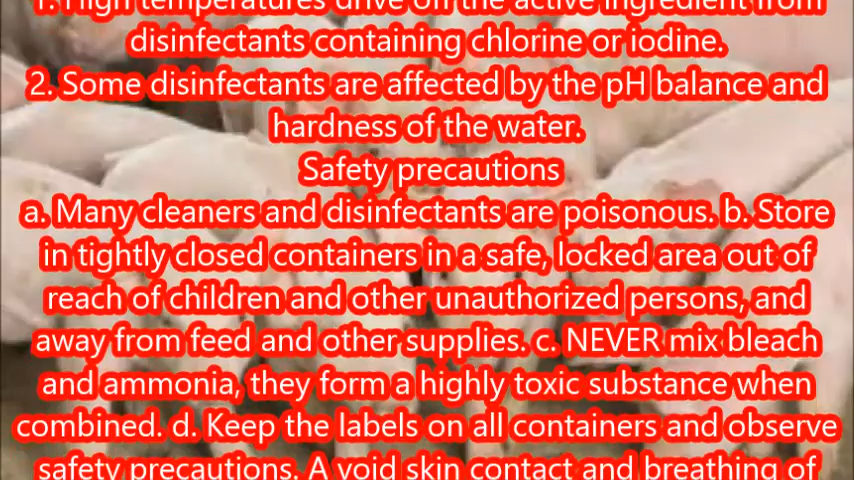 1. High temperatures drive off the active ingredient from
disinfectants containing chlorine or iodine.
2. Some disinfectants are affected by the pH balance and
hardness of the water.
Safety precautions
a. Many cleaners and disinfectants are poisonous. b. Store
in tightly closed containers in a safe, locked area out of
reach of children and other unauthorized persons, and
away from feed and other supplies. c. NEVER mix bleach
and ammonia, they form a highly toxic substance when
combined. d. Keep the labels on all containers and observe
safety precautions. A void skin contact and breathing of